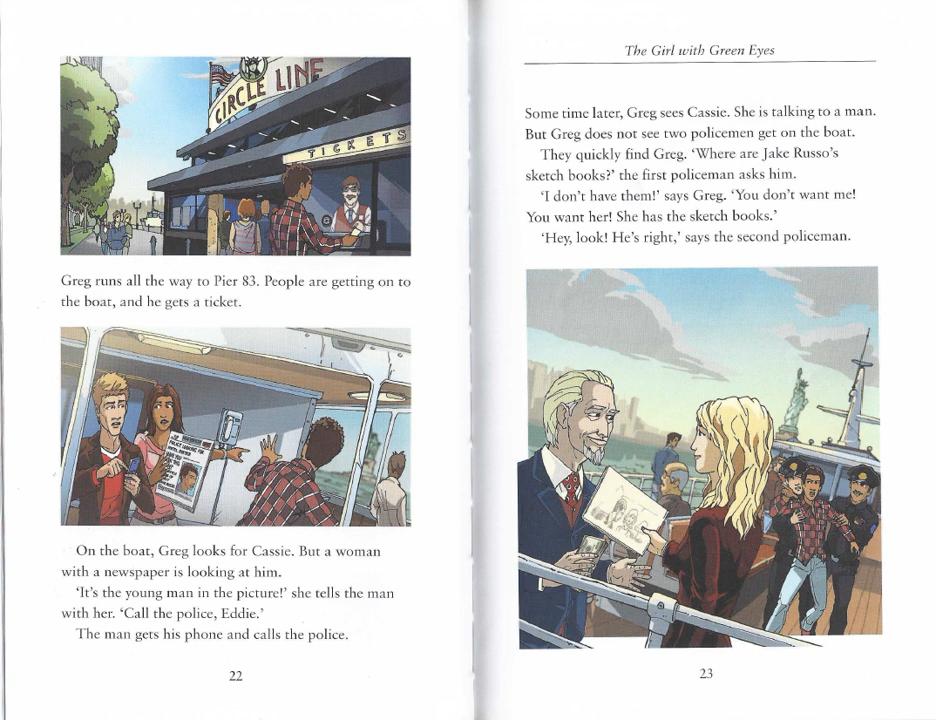 CIRCLE LINE
TICKETS
Greg runs all the way to Pier 83. People are getting on to
the boat, and he gets a ticket.
POLICE LOOKING FOR
On the boat, Greg looks for Cassie. But a woman
with a newspaper is looking at him.
‘It’s the young man in the picture!’ she tells the man
with her. ‘Call the police, Eddie.’
The man gets his phone and calls the police.
22
The Girl with Green Eyes
Some time later, Greg sees Cassie. She is talking to a man.
But Greg does not see two policemen get on the boat.
They quickly find Greg. ‘Where are Jake Russo’s
sketch books?’ the first policeman asks him.
‘I don’t have them!’ says Greg. ‘You don’t want me!
You want her! She has the sketch books.’
‘Hey, look! He’s right,’ says the second policeman.
23